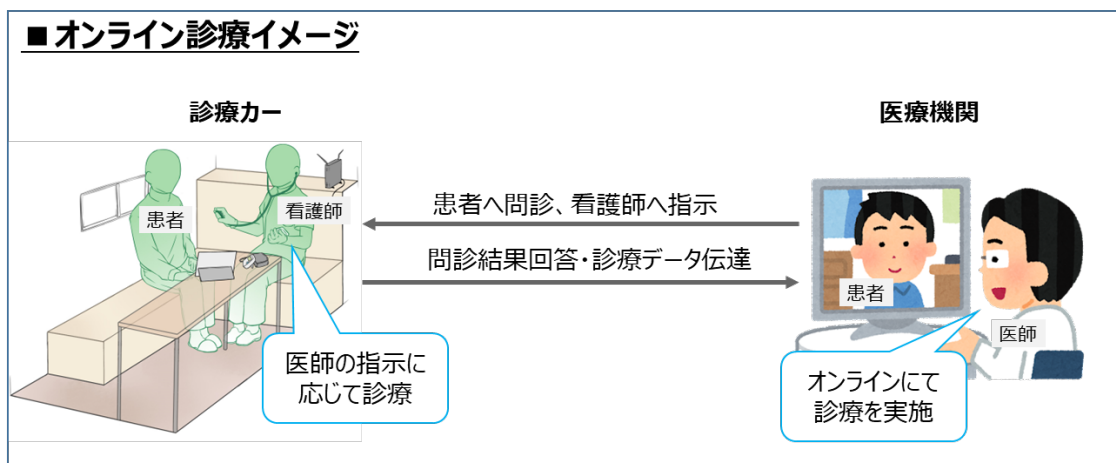 ■オンライン診療イメージ
診療カー
医療機関
患者
看護師
患者へ問診、看護師へ指示
問診結果回答・診療データ伝達
患者
医師
医師の指示に
応じて診療
オンラインにて
診療を実施